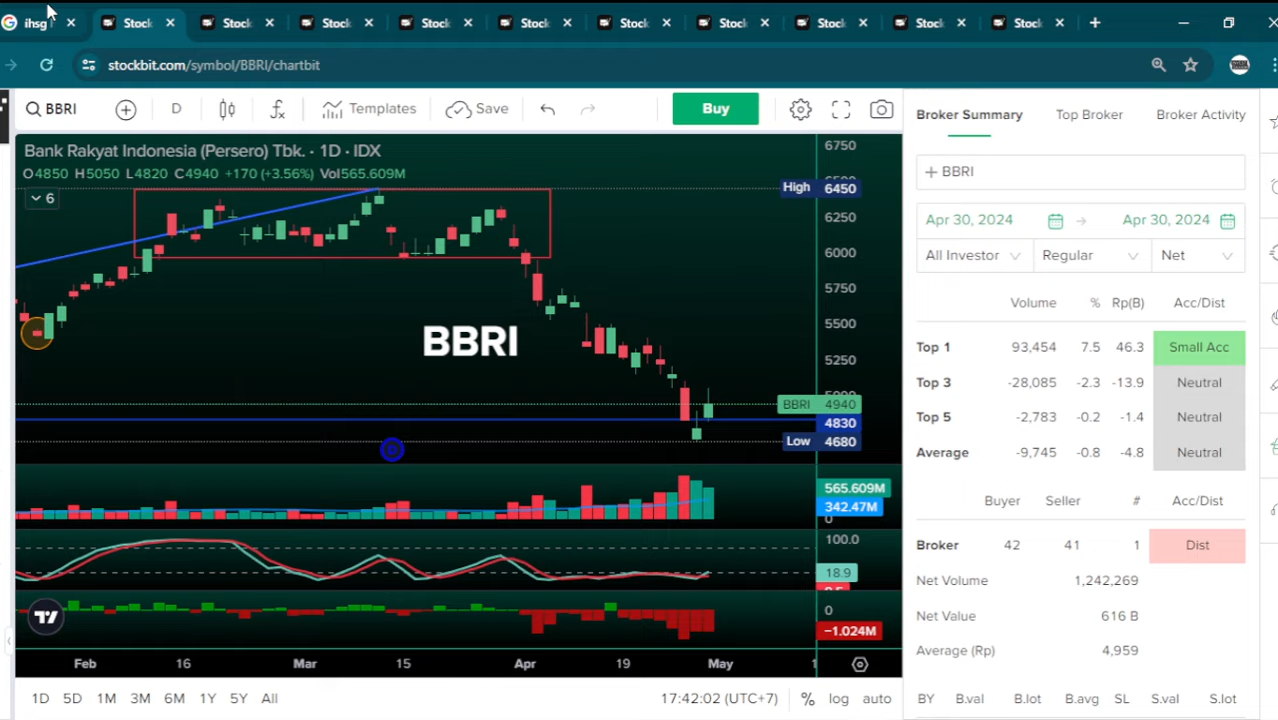 ihsg
Stock
Stock
Stock
Stock
Stock
Stock
Stock
Stock
Stock
Stock
stockbit.com/symbol/BBRI/chartbit
BBRI
D
Templates
Save
Buy
Bank Rakyat Indonesia (Persero) Tbk. · 1D · IDX
O4850 H5050 L4820 C4940 +170 (+3.56%) Vol565.609M
6
BBRI
6750
High 6450
6250
6000
5750
5500
5250
BBRI 4940
4830
Low 4680
565.609M
342.47M
0
100.0
18.9
0
−1.024M
Feb 16 Mar 15 Apr 19 May
1D 5D 1M 3M 6M 1Y 5Y All
17:42:02 (UTC+7) % log auto
Broker Summary Top Broker Broker Activity
+ BBRI
Apr 30, 2024 → Apr 30, 2024
All Investor Regular Net
Volume % Rp(B) Acc/Dist
Top 1 93,454 7.5 46.3 Small Acc
Top 3 -28,085 -2.3 -13.9 Neutral
Top 5 -2,783 -0.2 -1.4 Neutral
Average -9,745 -0.8 -4.8 Neutral
Buyer Seller # Acc/Dist
Broker 42 41 1 Dist
Net Volume 1,242,269
Net Value 616 B
Average (Rp) 4,959
BY B.val B.lot B.avg SL S.val S.lot